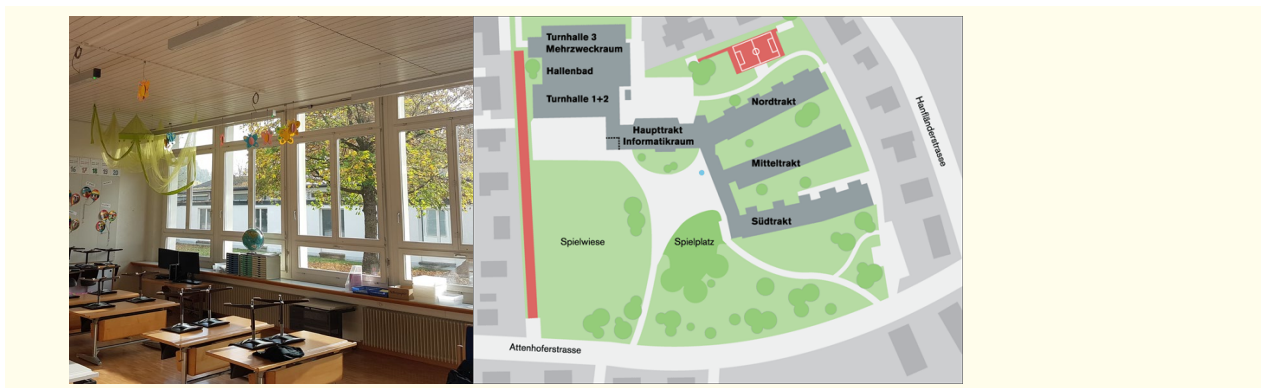 Turnhalle 3
Mehrzweckraum
Hallenbad
Turnhalle 1+2
Haupttrakt
Informatikraum
Nordtrakt
Mitteltrakt
Südtrakt
Hanfländerstrasse
Spielwiese
Spielplatz
Attenhoferstrasse